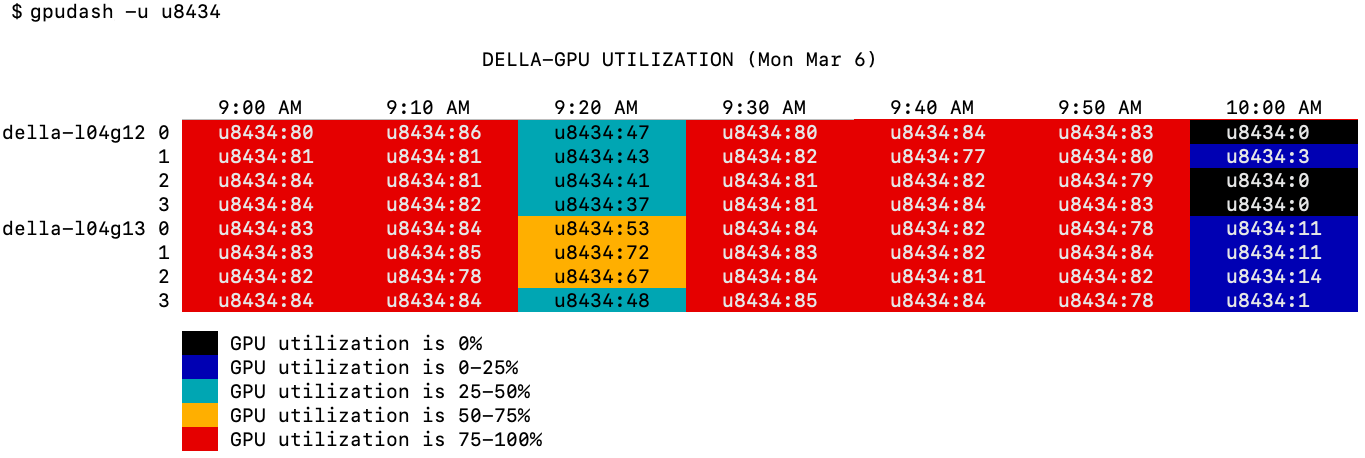 $ gpudash -u u8434
DELLA-GPU UTILIZATION (Mon Mar 6)
9:00 AM 9:10 AM 9:20 AM 9:30 AM 9:40 AM 9:50 AM 10:00 AM
della-l04g12 0 u8434:80 u8434:86 u8434:47 u8434:80 u8434:84 u8434:83 u8434:0
1 u8434:81 u8434:81 u8434:43 u8434:82 u8434:77 u8434:80 u8434:3
2 u8434:84 u8434:81 u8434:41 u8434:81 u8434:82 u8434:79 u8434:0
3 u8434:84 u8434:82 u8434:37 u8434:81 u8434:84 u8434:83 u8434:0
della-l04g13 0 u8434:83 u8434:84 u8434:53 u8434:84 u8434:82 u8434:78 u8434:11
1 u8434:83 u8434:85 u8434:72 u8434:83 u8434:82 u8434:84 u8434:11
2 u8434:82 u8434:78 u8434:67 u8434:84 u8434:81 u8434:82 u8434:14
3 u8434:84 u8434:84 u8434:48 u8434:85 u8434:84 u8434:78 u8434:1
GPU utilization is 0%
GPU utilization is 0-25%
GPU utilization is 25-50%
GPU utilization is 50-75%
GPU utilization is 75-100%